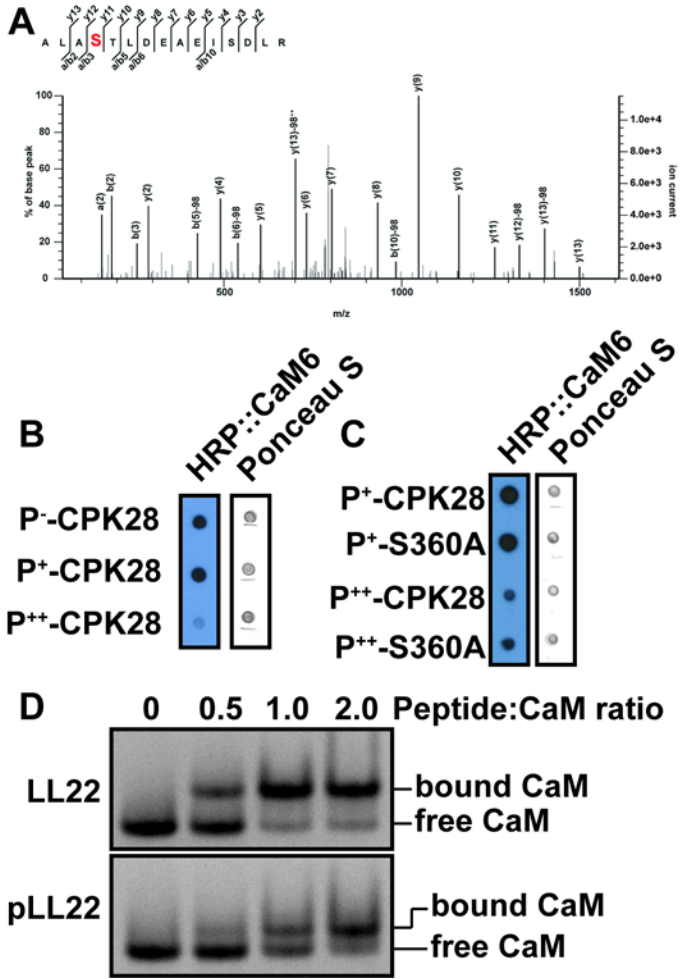 A
y13 y12 y11 y10 y9 y8 y7 y6 y5 y4 y3 y2
A L A S T L D E A E I S D L R
a/b2 a/b3 a/b5 a/b6 a/b10
% of base peak
100
80
60
40
20
0
a(2)
b(2)
b(3)
y(2)
b(5)-98
y(4)
b(6)-98
y(5)
y(13)-98++
y(6)
y(7)
y(8)
b(10)-98
y(9)
y(10)
y(11)
y(12)-98
y(13)-98
y(13)
1.0e+4
8.0e+3
6.0e+3
4.0e+3
2.0e+3
0.0e+0
ion current
500 1000 1500
m/z
B
HRP::CaM6
Ponceau S
P--CPK28
P+-CPK28
P++-CPK28
C
HRP::CaM6
Ponceau S
P+-CPK28
P+-S360A
P++-CPK28
P++-S360A
D
0 0.5 1.0 2.0 Peptide:CaM ratio
LL22
bound CaM
free CaM
pLL22
bound CaM
free CaM